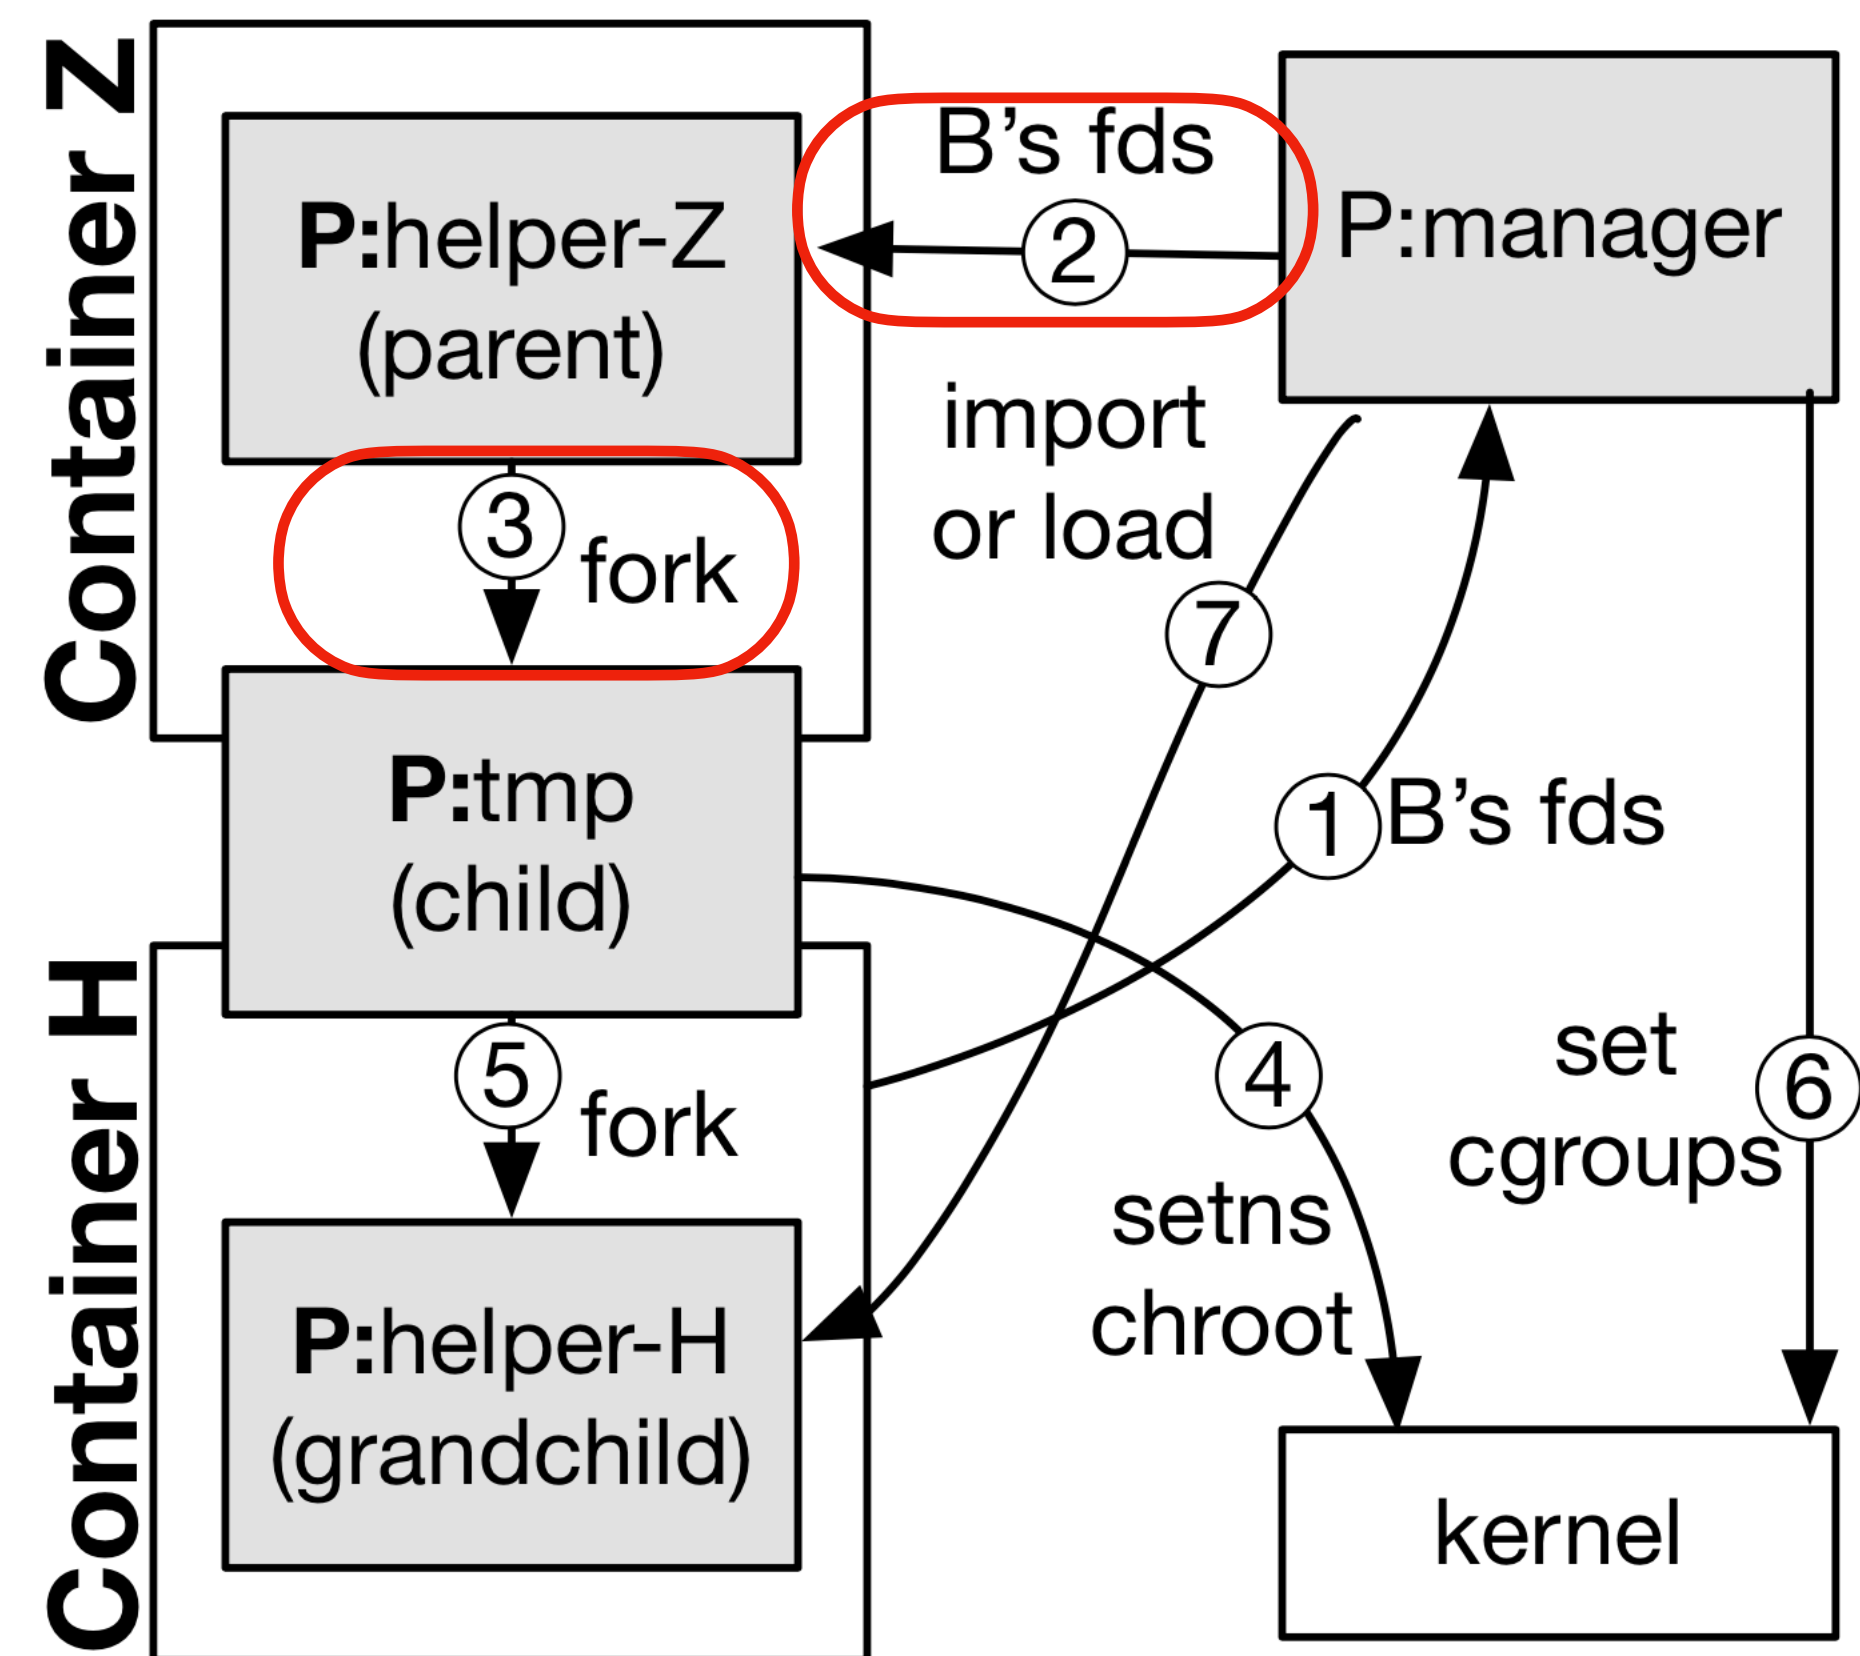 Container Z
P:helper-Z
(parent)
B's fds
2
P:manager
3
fork
import
or load
7
P:tmp
(child)
1
B's fds
Container H
5
fork
4
setns
chroot
set
cgroups
6
P:helper-H
(grandchild)
kernel